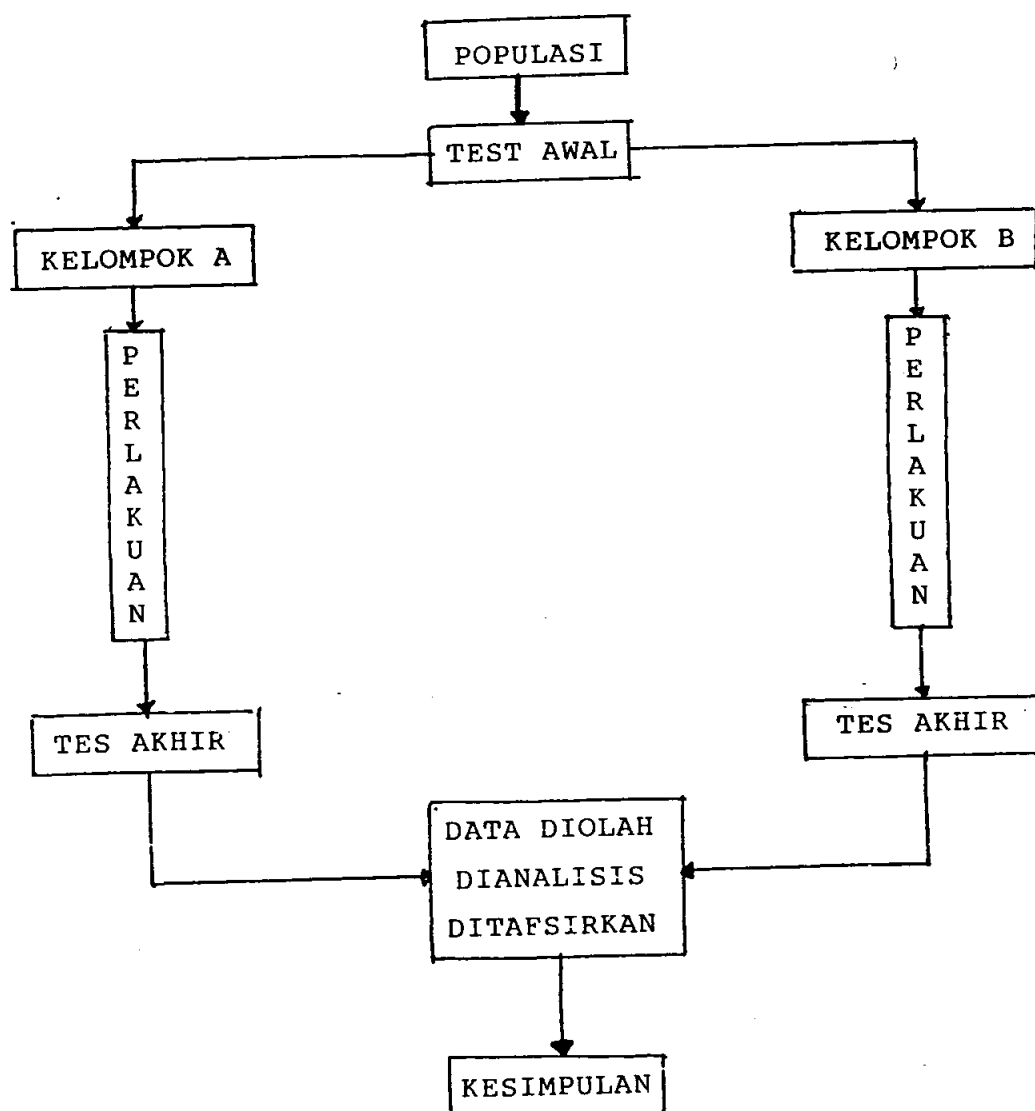 POPULASI
TEST AWAL
KELOMPOK A
KELOMPOK B
PERLAKUAN
PERLAKUAN
TES AKHIR
TES AKHIR
DATA DIOLAH
DIANALISIS
DITAFSIRKAN
KESIMPULAN